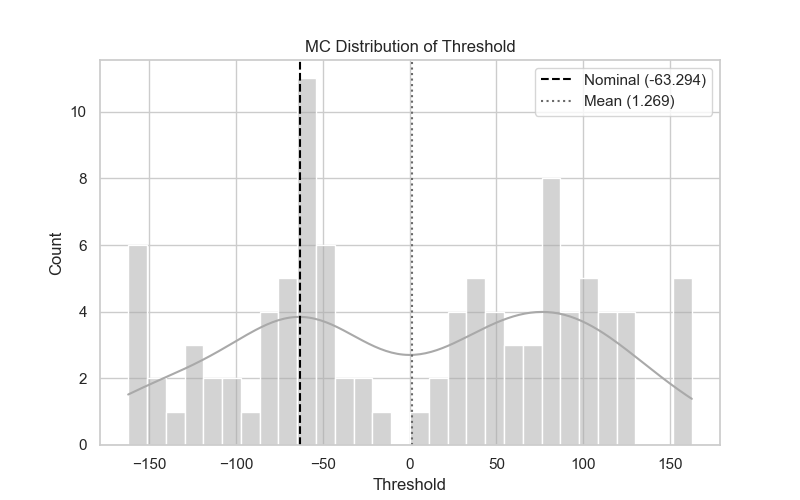 MC Distribution of Threshold
Nominal (-63.294)
Mean (1.269)
Count
10
8
6
4
2
0
−150
−100
−50
0
50
100
150
Threshold